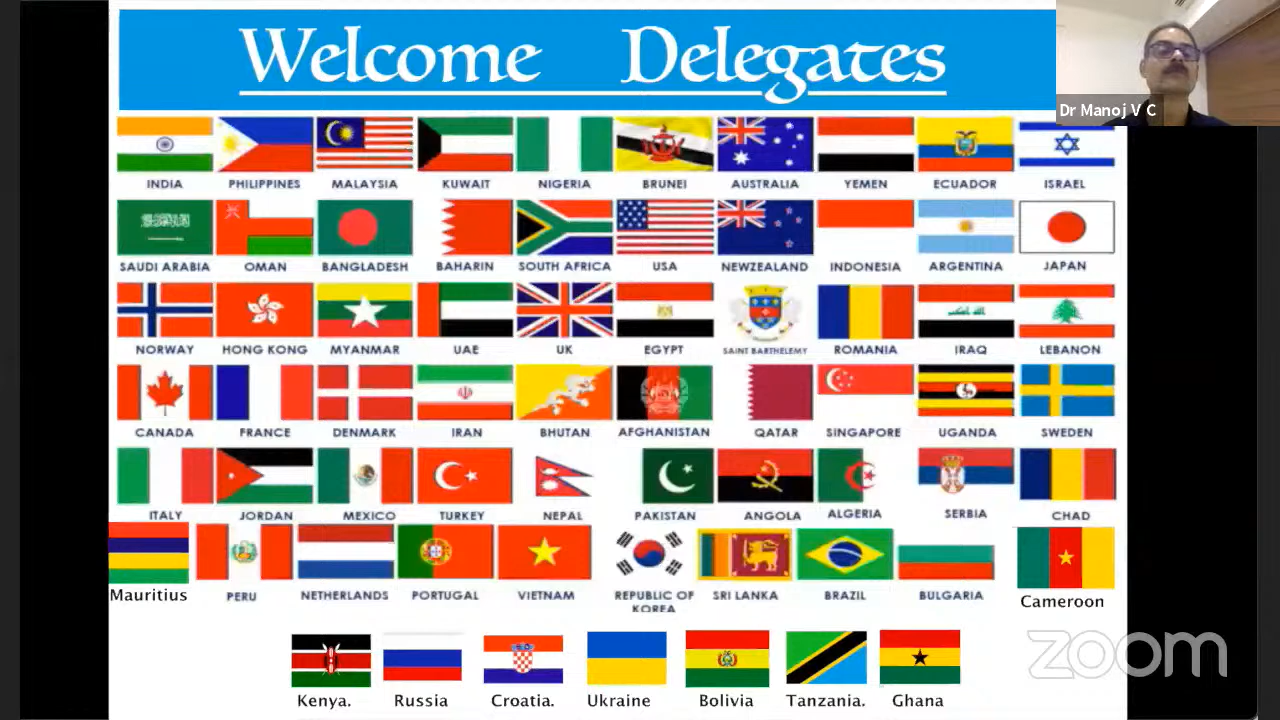 Welcome Delegates
Dr Manoj V C
INDIA PHILIPPINES MALAYSIA KUWAIT NIGERIA BRUNEI AUSTRALIA YEMEN ECUADOR ISRAEL
SAUDI ARABIA OMAN BANGLADESH BAHARIN SOUTH AFRICA USA NEWZEALAND INDONESIA ARGENTINA JAPAN
NORWAY HONG KONG MYANMAR UAE UK EGYPT SAINT BARTHELEMY ROMANIA IRAQ LEBANON
CANADA FRANCE DENMARK IRAN BHUTAN AFGHANISTAN QATAR SINGAPORE UGANDA SWEDEN
ITALY JORDAN MEXICO TURKEY NEPAL PAKISTAN ANGOLA ALGERIA SERBIA CHAD
Mauritius PERU NETHERLANDS PORTUGAL VIETNAM REPUBLIC OF SRI LANKA BRAZIL BULGARIA Cameroon
KOREA
zoom
Kenya. Russia Croatia. Ukraine Bolivia Tanzania. Ghana